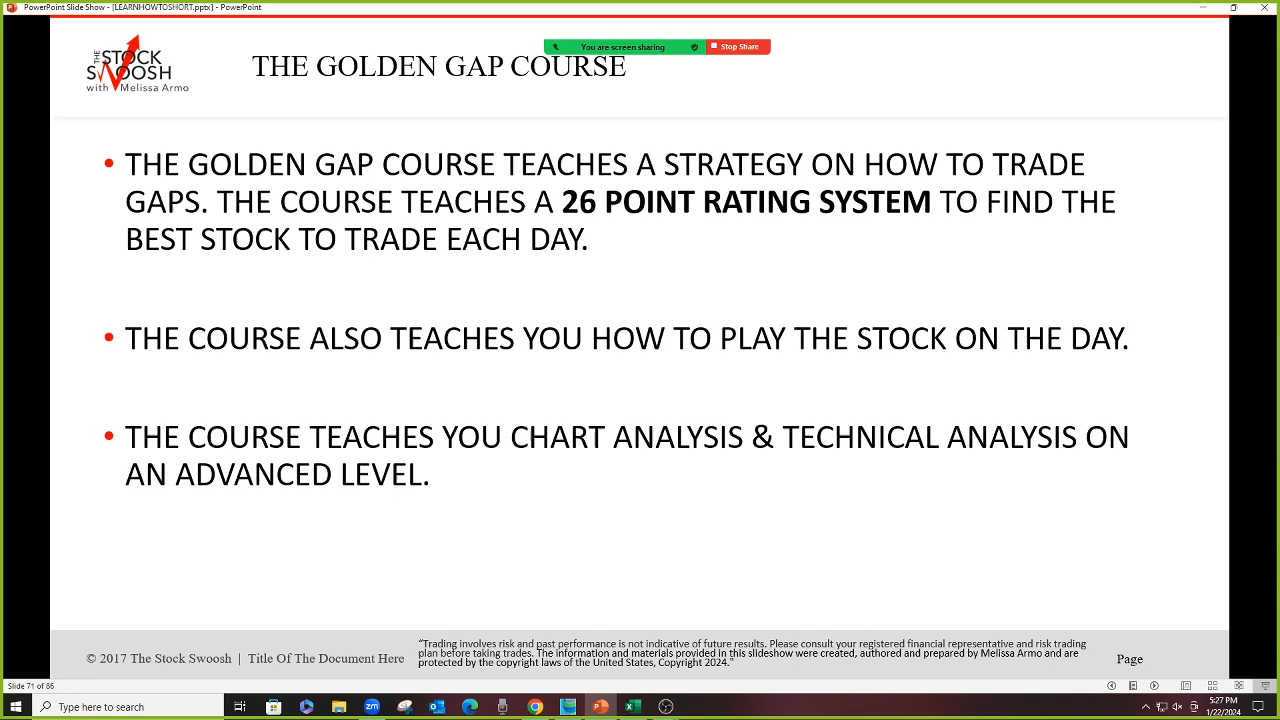 PowerPoint Slide Show - [LEARNHOWTOSHORT.pptx] - PowerPoint
You are screen sharing
Stop Share
THE
STOCK
SWOOSH
with Melissa Armo
THE GOLDEN GAP COURSE
• THE GOLDEN GAP COURSE TEACHES A STRATEGY ON HOW TO TRADE
GAPS. THE COURSE TEACHES A 26 POINT RATING SYSTEM TO FIND THE
BEST STOCK TO TRADE EACH DAY.
• THE COURSE ALSO TEACHES YOU HOW TO PLAY THE STOCK ON THE DAY.
• THE COURSE TEACHES YOU CHART ANALYSIS & TECHNICAL ANALYSIS ON
AN ADVANCED LEVEL.
© 2017 The Stock Swoosh | Title Of The Document Here
"Trading involves risk and past performance is not indicative of future results. Please consult your registered financial representative and risk trading
plan before taking trades. The information and materials provided in this slideshow were created, authored and prepared by Melissa Armo and are
protected by the copyright laws of the United States, Copyright 2024."
Page
Slide 71 of 86
Type here to search
zm
5:27 PM
1/22/2024